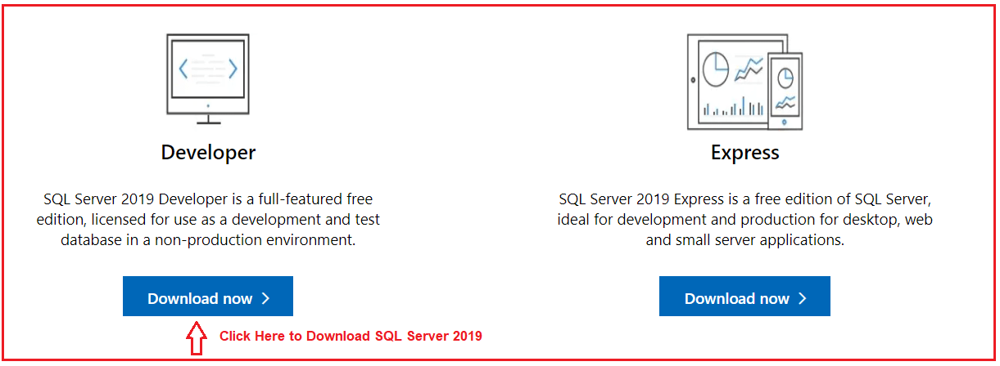 Developer
SQL Server 2019 Developer is a full-featured free
edition, licensed for use as a development and test
database in a non-production environment.
Download now
Click Here to Download SQL Server 2019
Express
SQL Server 2019 Express is a free edition of SQL Server,
ideal for development and production for desktop, web
and small server applications.
Download now